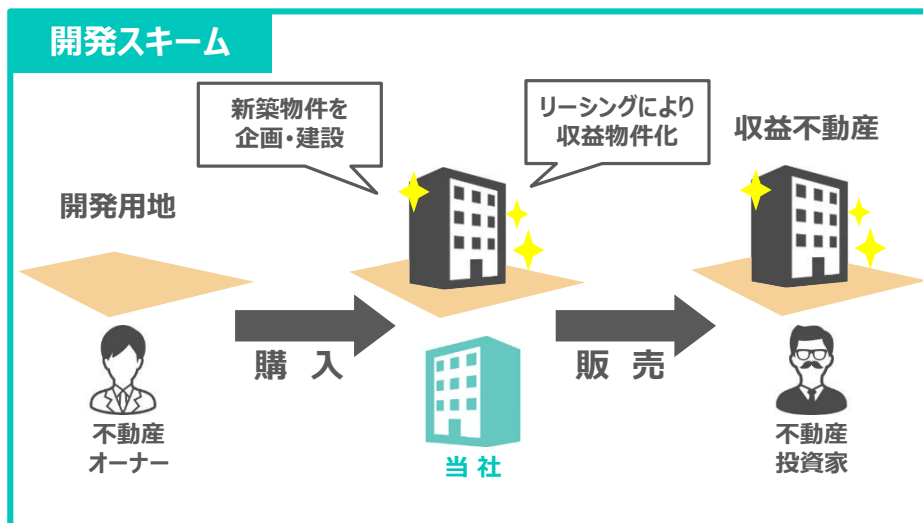 開発スキーム
新築物件を
企画・建設
リーシングにより
収益物件化
収益不動産
開発用地
購 入
販 売
不動産
オーナー
当 社
不動産
投資家